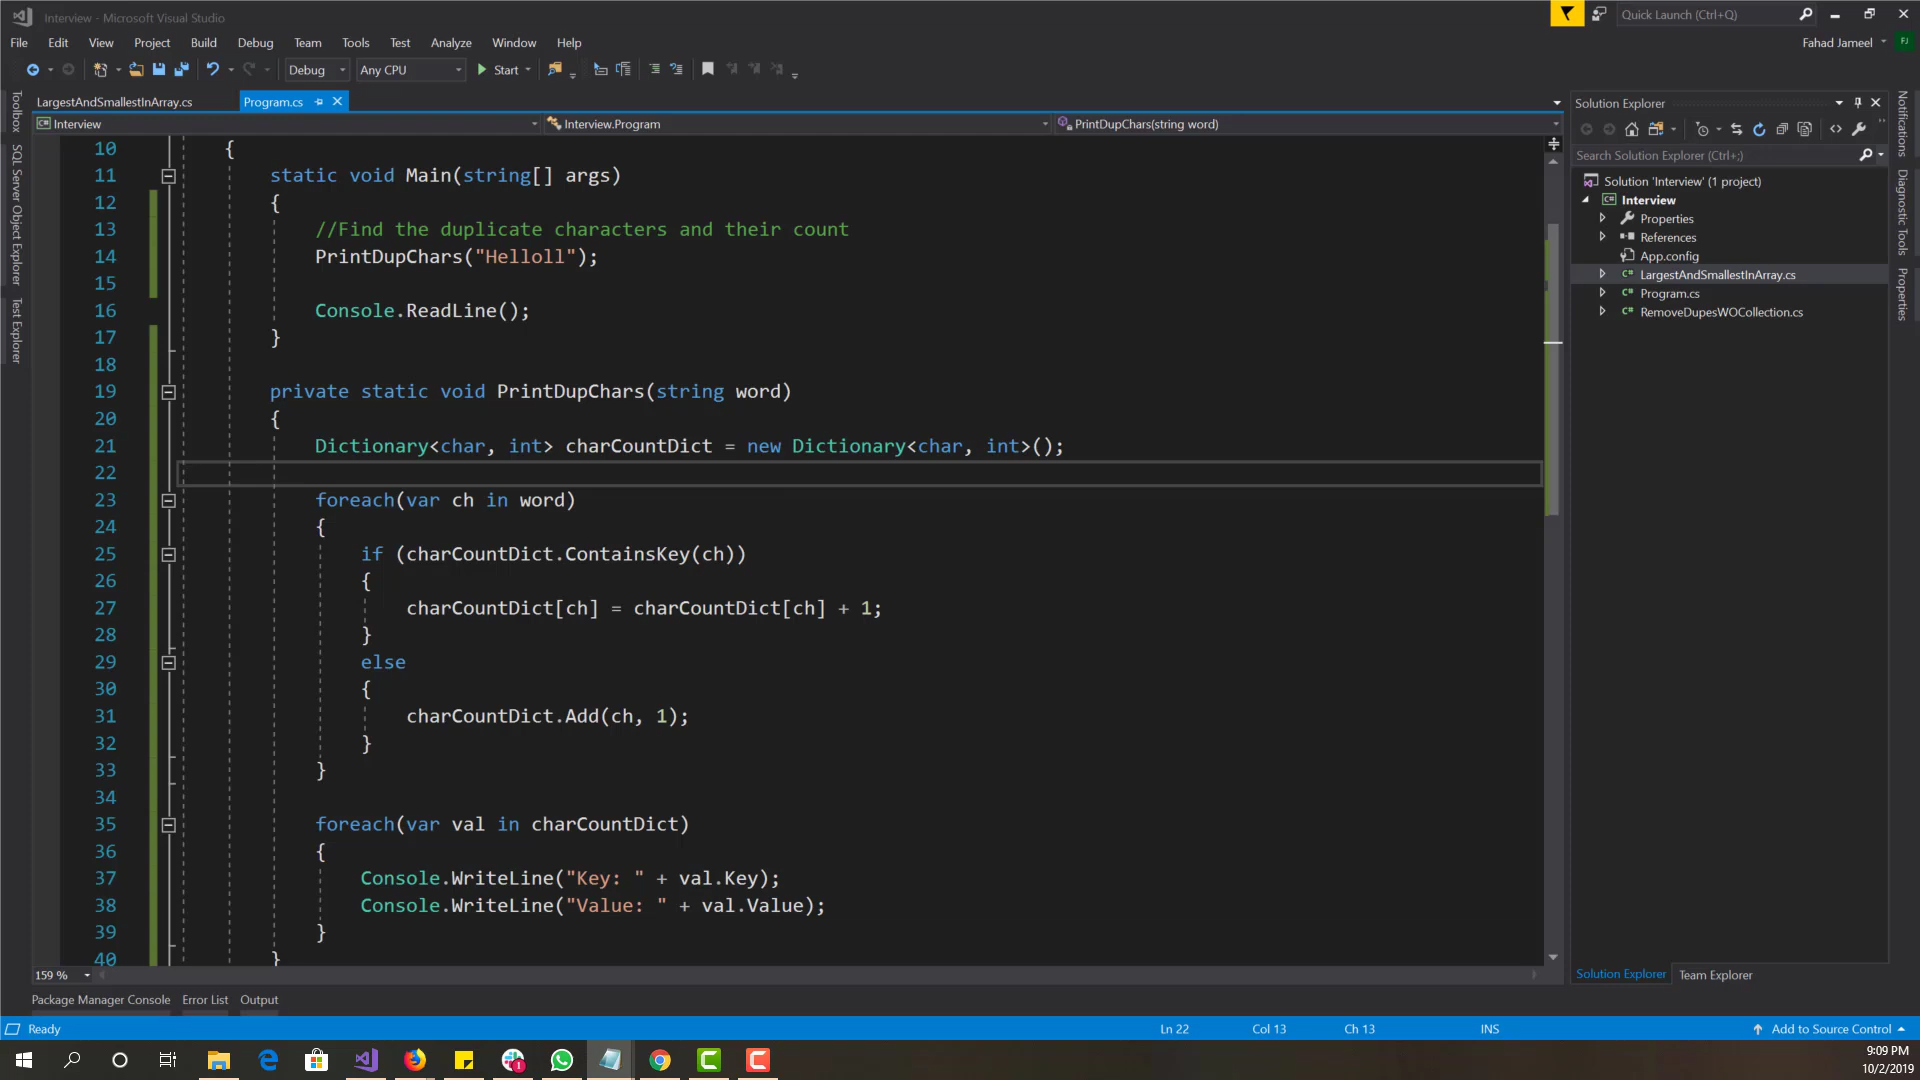 Interview - Microsoft Visual Studio
Quick Launch (Ctrl+Q)
File Edit View Project Build Debug Team Tools Test Analyze Window Help
Fahad Jameel FJ
Debug Any CPU Start
LargestAndSmallestInArray.cs Program.cs
Interview Interview.Program PrintDupChars(string word)
10 {
11 static void Main(string[] args)
12 {
13 //Find the duplicate characters and their count
14 PrintDupChars("Helloll");
15
16 Console.ReadLine();
17 }
18
19 private static void PrintDupChars(string word)
20 {
21 Dictionary<char, int> charCountDict = new Dictionary<char, int>();
22
23 foreach(var ch in word)
24 {
25 if (charCountDict.ContainsKey(ch))
26 {
27 charCountDict[ch] = charCountDict[ch] + 1;
28 }
29 else
30 {
31 charCountDict.Add(ch, 1);
32 }
33 }
34
35 foreach(var val in charCountDict)
36 {
37 Console.WriteLine("Key: " + val.Key);
38 Console.WriteLine("Value: " + val.Value);
39 }
40 }
159 %
Toolbox
SQL Server Object Explorer
Test Explorer
Solution Explorer
Search Solution Explorer (Ctrl+;)
Solution 'Interview' (1 project)
Interview
Properties
References
App.config
LargestAndSmallestInArray.cs
Program.cs
RemoveDupesWOCollection.cs
Solution Explorer Team Explorer
Notifications
Diagnostic Tools
Properties
Package Manager Console Error List Output
Ready Ln 22 Col 13 Ch 13 INS Add to Source Control
9:09 PM
10/2/2019